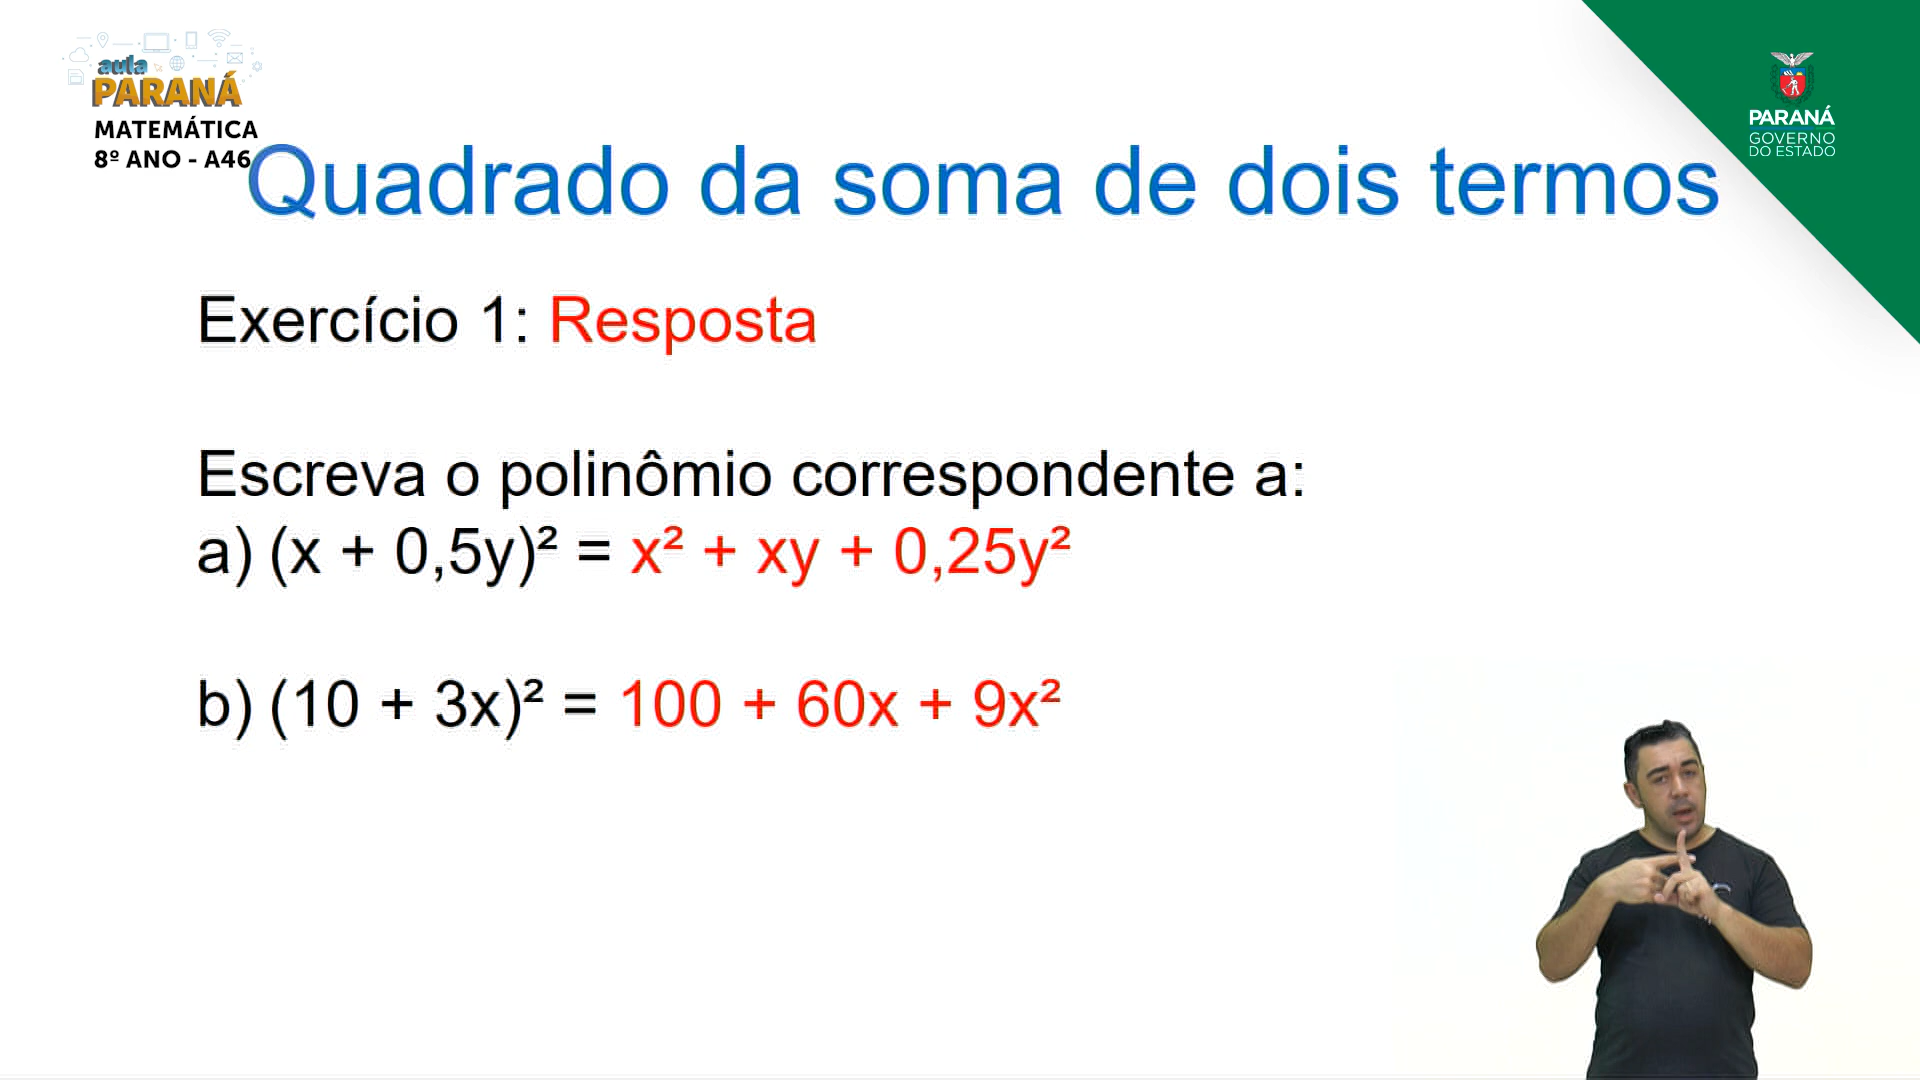 aula
PARANÁ
MATEMÁTICA
8º ANO - A46
PARANÁ
GOVERNO
DO ESTADO
Quadrado da soma de dois termos
Exercício 1: Resposta
Escreva o polinômio correspondente a:
a) (x + 0,5y)² = x² + xy + 0,25y²
b) (10 + 3x)² = 100 + 60x + 9x²